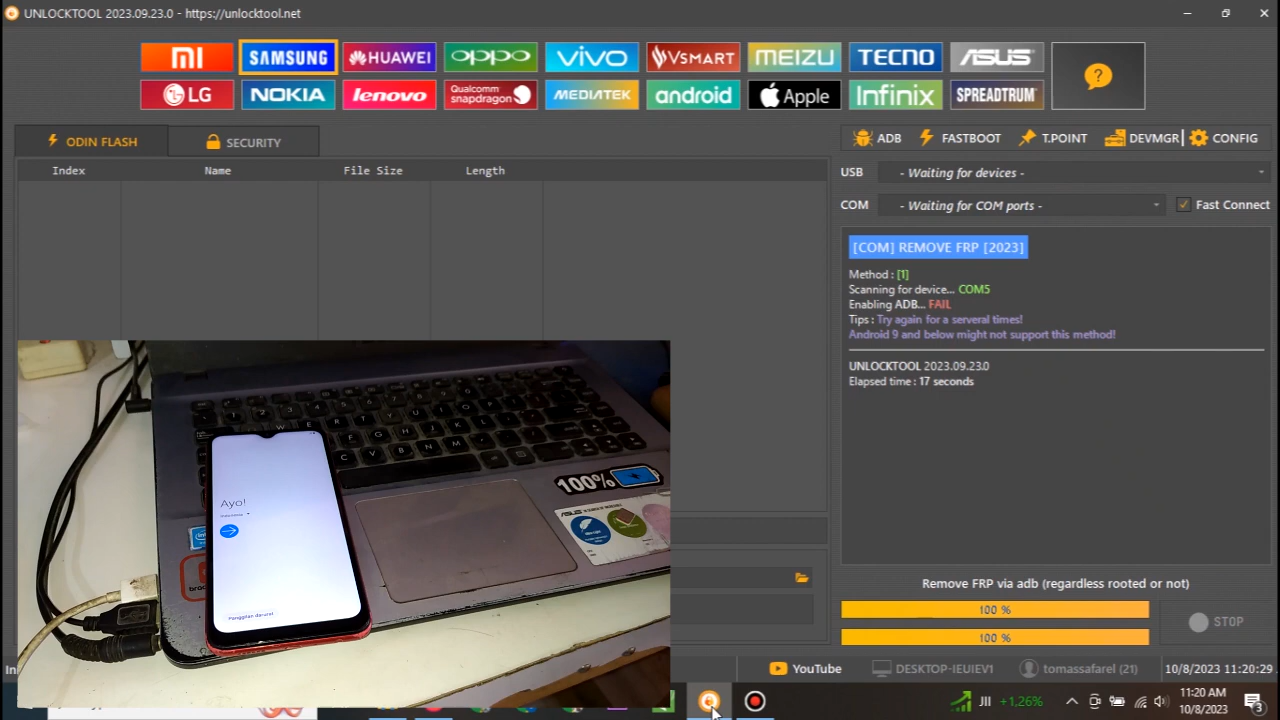 UNLOCKTOOL 2023.09.23.0 - https://unlocktool.net
SAMSUNG HUAWEI oppo vivo VSMART MEIZU TECNO ASUS ?
LG NOKIA lenovo Qualcomm snapdragon MEDIATEK android Apple Infinix SPREADTRUM
ODIN FLASH SECURITY
ADB FASTBOOT T.POINT DEVMGR CONFIG
Index Name File Size Length
USB - Waiting for devices -
COM - Waiting for COM ports - Fast Connect
[COM] REMOVE FRP [2023]
Method : [1]
Scanning for device... COM5
Enabling ADB... FAIL
Tips : Try again for a serveral times!
Android 9 and below might not support this method!
UNLOCKTOOL 2023.09.23.0
Elapsed time : 17 seconds
100%
ASUS
Ayo!
Indonesia
Panggilan darurat
Remove FRP via adb (regardless rooted or not)
100 %
100 %
STOP
YouTube DESKTOP-IEUIEV1 tomassafarel (21) 10/8/2023 11:20:29
JII +1,26% 11:20 AM
10/8/2023
3